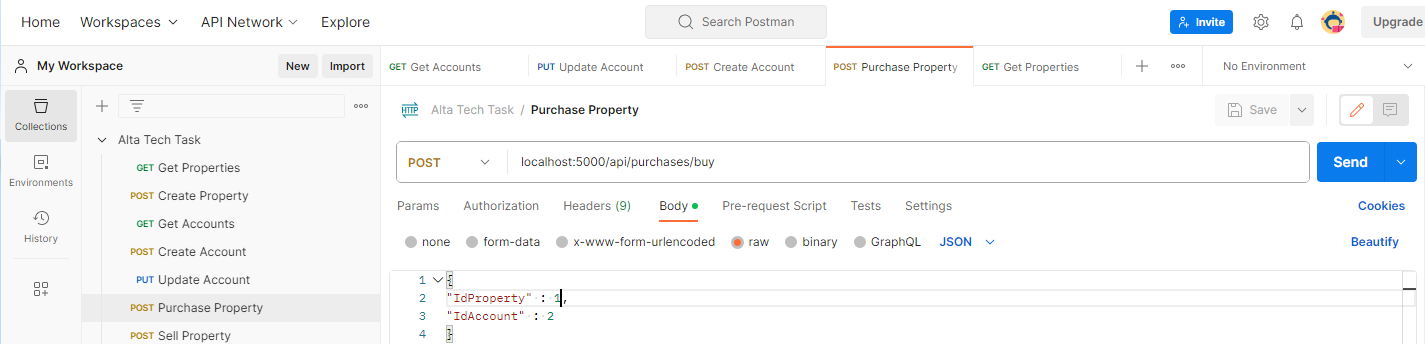 Home Workspaces API Network Explore Search Postman Invite Upgrade
My Workspace New Import
GET Get Accounts PUT Update Account POST Create Account POST Purchase Property GET Get Properties No Environment
Collections
Environments
History
Alta Tech Task
GET Get Properties
POST Create Property
GET Get Accounts
POST Create Account
PUT Update Account
POST Purchase Property
POST Sell Property
HTTP Alta Tech Task / Purchase Property Save
POST localhost:5000/api/purchases/buy Send
Params Authorization Headers (9) Body Pre-request Script Tests Settings Cookies
none form-data x-www-form-urlencoded raw binary GraphQL JSON Beautify
1 {
2 "IdProperty" : 1,
3 "IdAccount" : 2
4 }